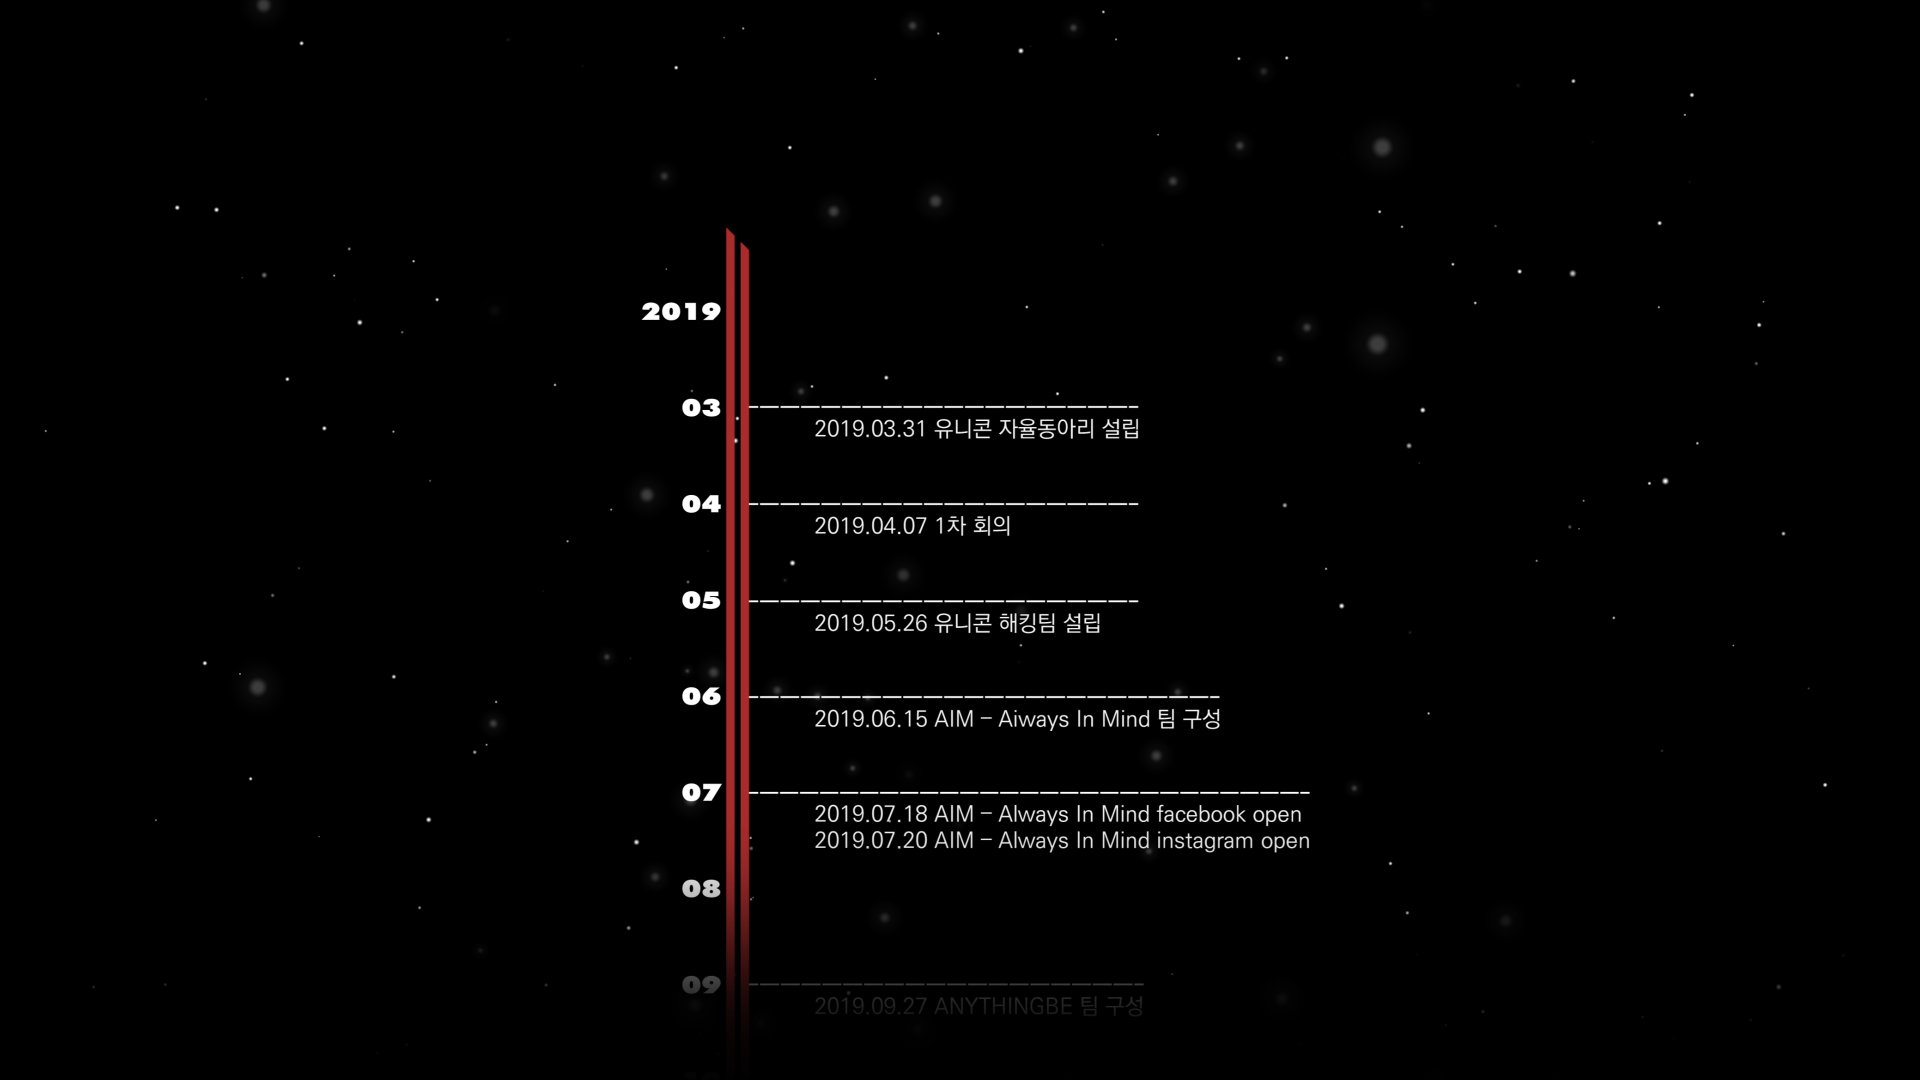 2019
03
2019.03.31 유니콘 자율동아리 설립
04
2019.04.07 1차 회의
05
2019.05.26 유니콘 해킹팀 설립
06
2019.06.15 AIM – Aiways In Mind 팀 구성
07
2019.07.18 AIM – Always In Mind facebook open
2019.07.20 AIM – Always In Mind instagram open
08
09
2019.09.27 ANYTHINGBE 팀 구성